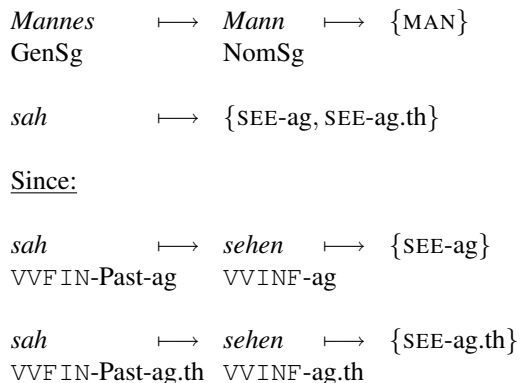 Mannes ⟼ Mann ⟼ {MAN}
GenSg NomSg
sah ⟼ {SEE-ag, SEE-ag.th}
Since:
sah ⟼ sehen ⟼ {SEE-ag}
VVFIN-Past-ag VVINF-ag
sah ⟼ sehen ⟼ {SEE-ag.th}
VVFIN-Past-ag.th VVINF-ag.th